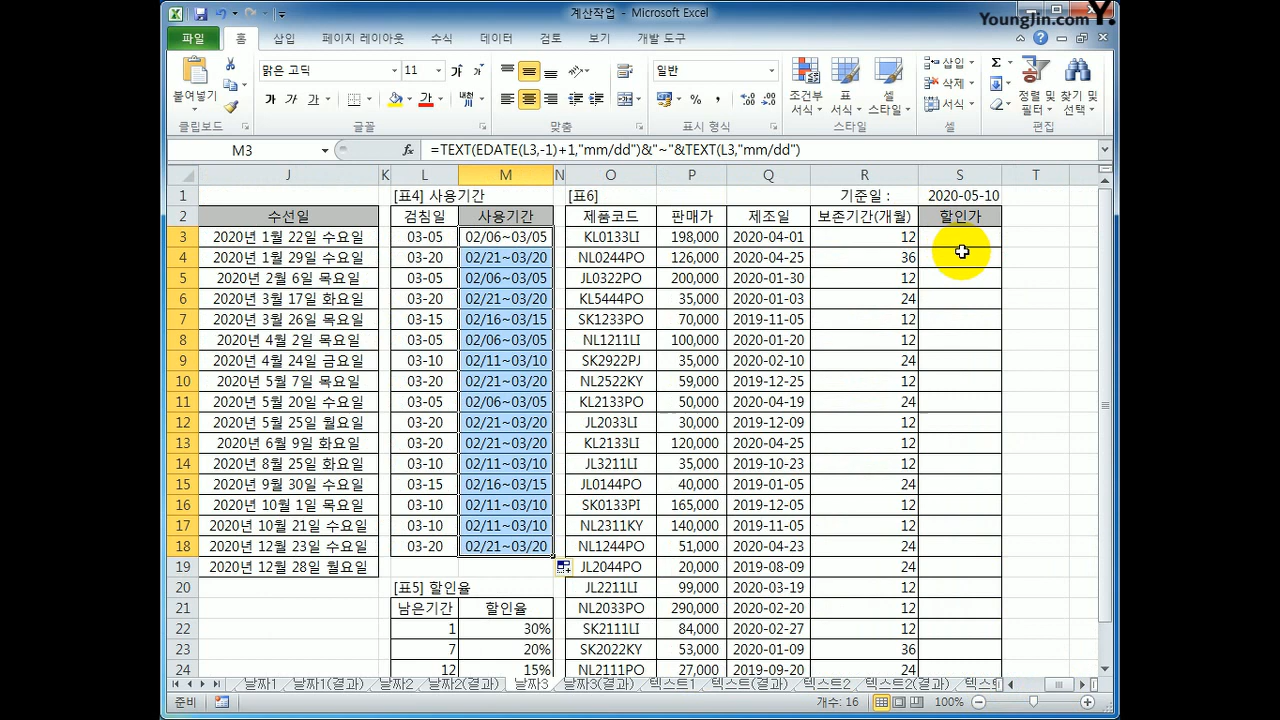 계산작업 - Microsoft Excel
YoungJin.com Y.
파일 홈 삽입 페이지 레이아웃 수식 데이터 검토 보기 개발 도구
붙여넣기 맑은 고딕 11 일반 조건부 서식 표 서식 셀 스타일 삽입 삭제 서식 정렬 및 필터 찾기 및 선택
클립보드 글꼴 맞춤 표시 형식 스타일 셀 편집
M3 fx =TEXT(EDATE(L3,-1)+1,"mm/dd")&"~"&TEXT(L3,"mm/dd")
J K L M N O P Q R S T
1 [표4] 사용기간 [표6] 기준일 : 2020-05-10
2 수선일 검침일 사용기간 제품코드 판매가 제조일 보존기간(개월) 할인가
3 2020년 1월 22일 수요일 03-05 02/06~03/05 KL0133LI 198,000 2020-04-01 12
4 2020년 1월 29일 수요일 03-20 02/21~03/20 NL0244PO 126,000 2020-04-25 36
5 2020년 2월 6일 목요일 03-05 02/06~03/05 JL0322PO 200,000 2020-01-30 12
6 2020년 3월 17일 화요일 03-20 02/21~03/20 KL5444PO 35,000 2020-01-03 24
7 2020년 3월 26일 목요일 03-15 02/16~03/15 SK1233PO 70,000 2019-11-05 12
8 2020년 4월 2일 목요일 03-05 02/06~03/05 NL1211LI 100,000 2020-01-20 12
9 2020년 4월 24일 금요일 03-10 02/11~03/10 SK2922PJ 35,000 2020-02-10 24
10 2020년 5월 7일 목요일 03-20 02/21~03/20 NL2522KY 59,000 2019-12-25 12
11 2020년 5월 20일 수요일 03-05 02/06~03/05 KL2133PO 50,000 2020-04-19 12
12 2020년 5월 25일 월요일 03-20 02/21~03/20 JL2033LI 30,000 2019-12-09 12
13 2020년 6월 9일 화요일 03-20 02/21~03/20 KL2133LI 120,000 2020-04-25 12
14 2020년 8월 25일 화요일 03-10 02/11~03/10 JL3211LI 35,000 2019-10-23 12
15 2020년 9월 30일 수요일 03-15 02/16~03/15 JL0144PO 40,000 2019-01-05 24
16 2020년 10월 1일 목요일 03-10 02/11~03/10 SK0133PI 165,000 2019-12-05 12
17 2020년 10월 21일 수요일 03-10 02/11~03/10 NL2311KY 140,000 2019-11-05 12
18 2020년 12월 23일 수요일 03-20 02/21~03/20 NL1244PO 51,000 2020-04-23 24
19 2020년 12월 28일 월요일 JL2044PO 20,000 2019-08-09 24
20 [표5] 할인율 JL2211LI 99,000 2020-03-19 12
21 남은기간 할인율 NL2033PO 290,000 2020-02-20 12
22 1 30% SK2111LI 84,000 2020-02-27 12
23 7 20% SK2022KY 53,000 2020-01-09 36
24 12 15% NL2111PO 27,000 2019-09-20 24
날짜1 날짜1(결과) 날짜2 날짜2(결과) 날짜3 날짜3(결과) 텍스트1 텍스트(결과) 텍스트2 텍스트2(결과)
준비 개수: 16 100%